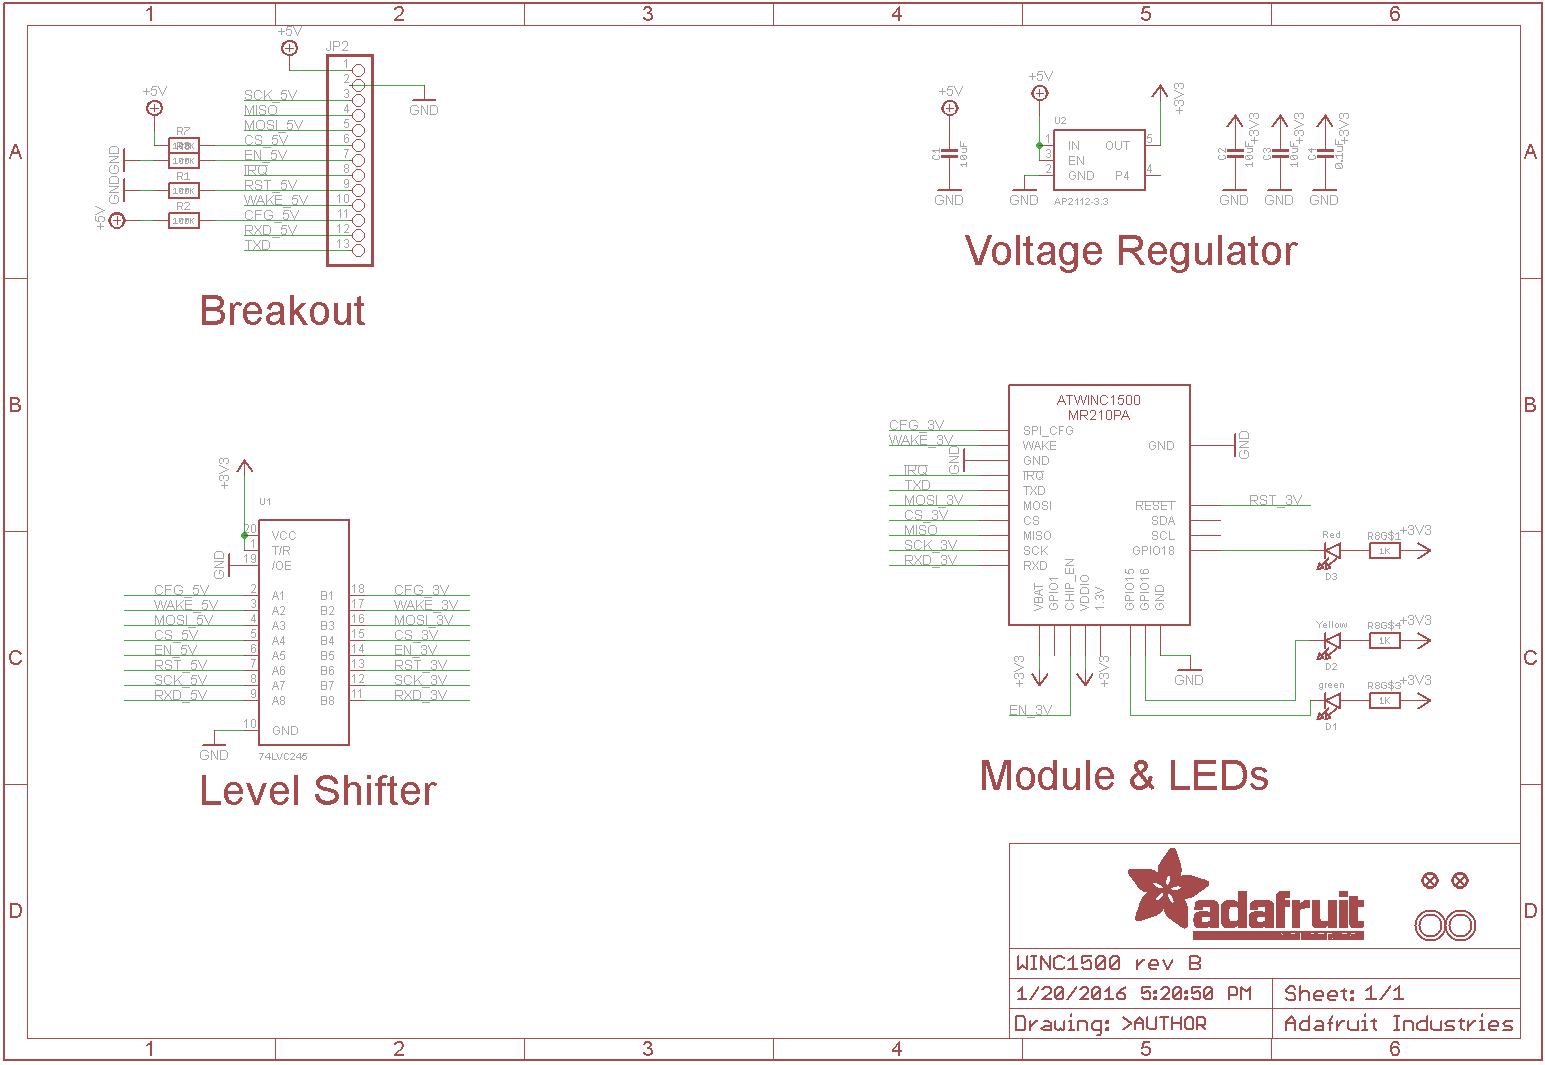 1 2 3 4 5 6
A
A
B
B
C
C
D
D
+5V
JP2
1
2
3
4
5
6
7
8
9
10
11
12
13
GND
SCK_5V
MISO
MOSI_5V
CS_5V
EN_5V
IRQ
RST_5V
WAKE_5V
CFG_5V
RXD_5V
TXD
+5V
R7
100K
GND
R1
100K
GND
R2
100K
+5V
Breakout
+5V
C1
10uF
GND
+5V
U2
1
3
2
IN
EN
GND
OUT
P4
5
4
AP2112-3.3
GND
+3V3
+3V3
C2
10uF
GND
+3V3
C3
10uF
GND
+3V3
C4
0.1uF
GND
Voltage Regulator
+3V3
U1
20
1
19
VCC
T/R
/OE
GND
CFG_5V 2 A1 B1 18 CFG_3V
WAKE_5V 3 A2 B2 17 WAKE_3V
MOSI_5V 4 A3 B3 16 MOSI_3V
CS_5V 5 A4 B4 15 CS_3V
EN_5V 6 A5 B5 14 EN_3V
RST_5V 7 A6 B6 13 RST_3V
SCK_5V 8 A7 B7 12 SCK_3V
RXD_5V 9 A8 B8 11 RXD_3V
10 GND
GND
74LVC245
Level Shifter
ATWINC1500
MR210PA
CFG_3V SPI_CFG
WAKE_3V WAKE GND GND
GND GND
IRQ IRQ
TXD TXD
MOSI_3V MOSI RESET RST_3V
CS_3V CS SDA
MISO MISO SCL
SCK_3V SCK GPIO18
RXD_3V RXD
VBAT
GPIO1
CHIP_EN
VDDIO
1.3V
GPIO15
GPIO16
GND
+3V3
+3V3
EN_3V
GND
Red
D3
R8G$1
1K
+3V3
Yellow
D2
R8G$4
1K
+3V3
green
D1
R8G$3
1K
+3V3
Module & LEDs
adafruit
WINC1500 rev B
1/20/2016 5:20:50 PM Sheet: 1/1
Drawing: >AUTHOR Adafruit Industries
1 2 3 4 5 6